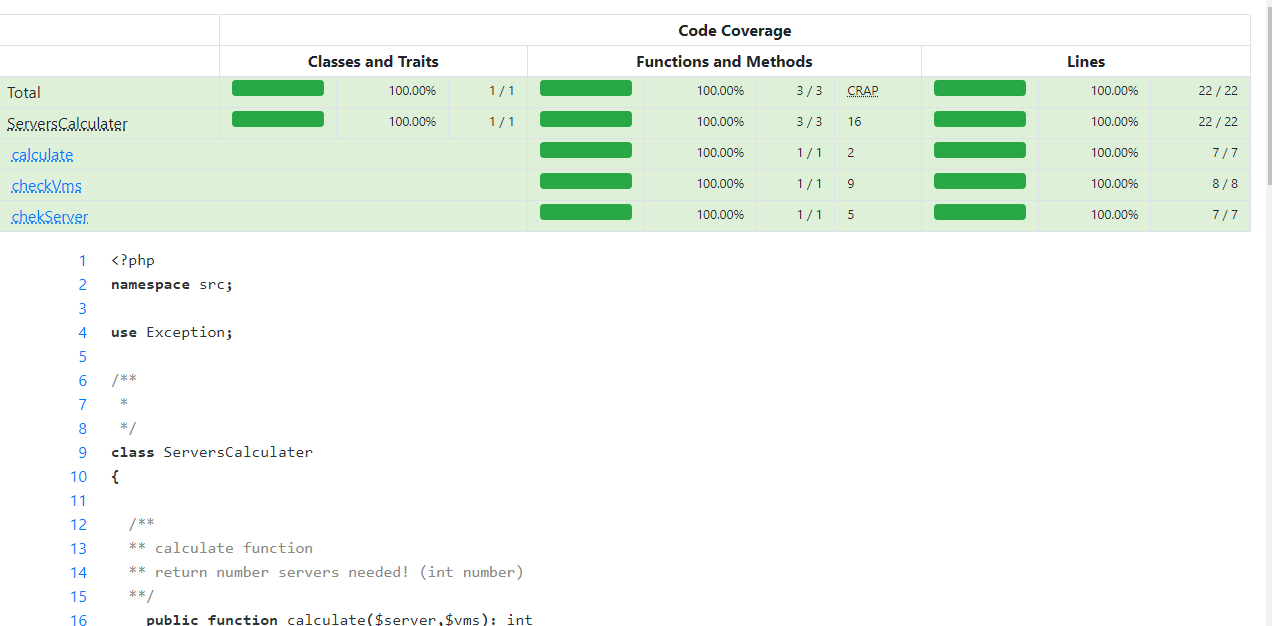 Code Coverage
Classes and Traits Functions and Methods Lines
Total 100.00% 1 / 1 100.00% 3 / 3 CRAP 100.00% 22 / 22
ServersCalculater 100.00% 1 / 1 100.00% 3 / 3 16 100.00% 22 / 22
calculate 100.00% 1 / 1 2 100.00% 7 / 7
checkVms 100.00% 1 / 1 9 100.00% 8 / 8
chekServer 100.00% 1 / 1 5 100.00% 7 / 7
1 <?php
2 namespace src;
3
4 use Exception;
5
6 /**
7 *
8 */
9 class ServersCalculater
10 {
11
12 /**
13 ** calculate function
14 ** return number servers needed! (int number)
15 **/
16 public function calculate($server,$vms): int